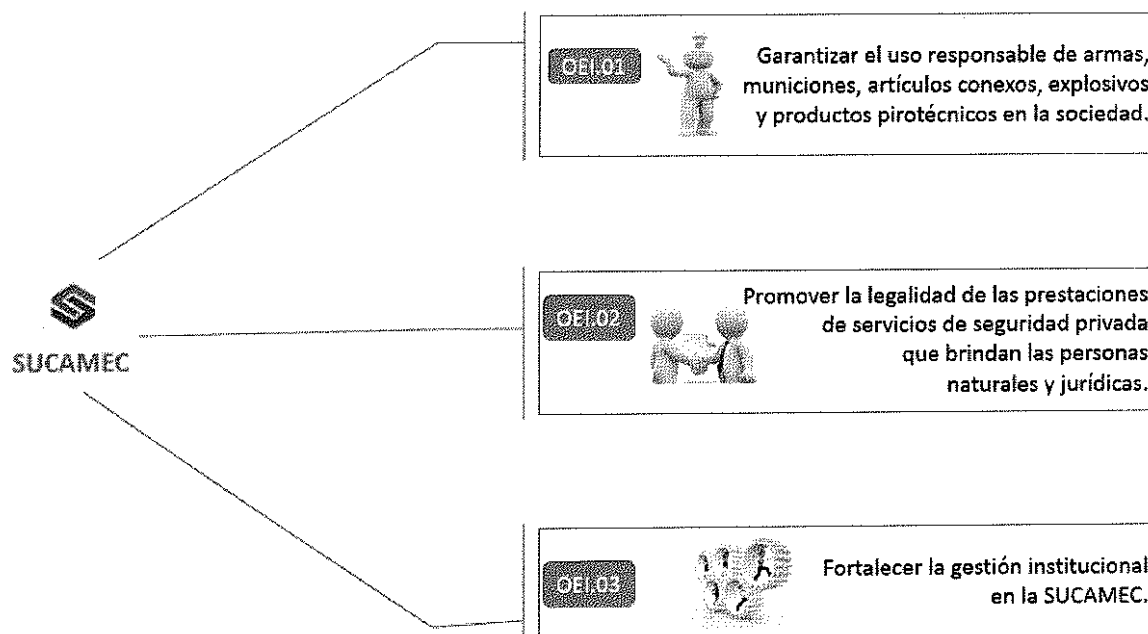 OEI.01
Garantizar el uso responsable de armas,
municiones, artículos conexos, explosivos
y productos pirotécnicos en la sociedad.
SUCAMEC
OEI.02
Promover la legalidad de las prestaciones
de servicios de seguridad privada
que brindan las personas
naturales y jurídicas.
OEI.03
Fortalecer la gestión institucional
en la SUCAMEC.